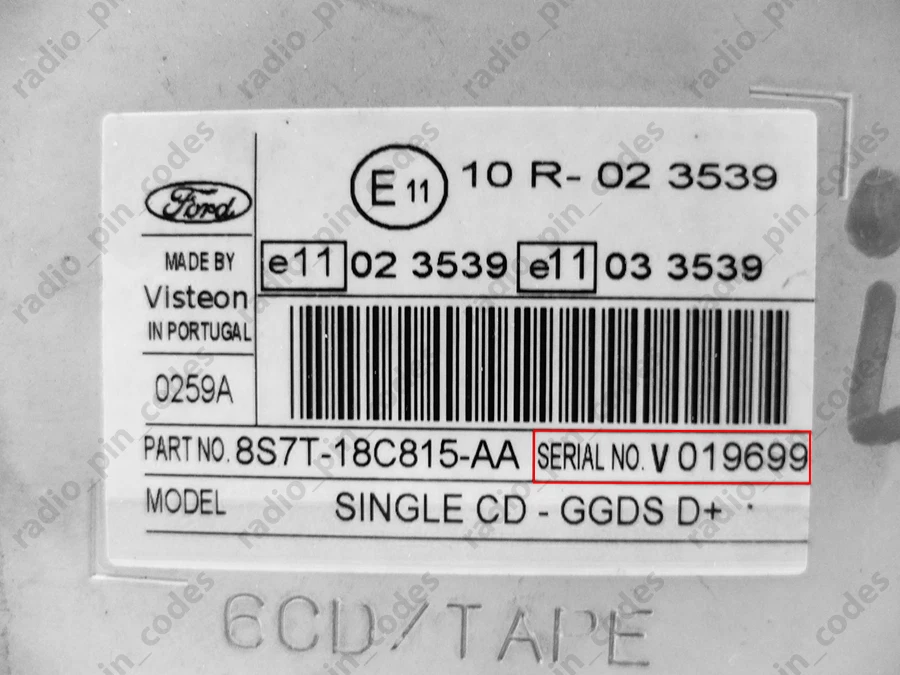 Ford
E 11 10 R- 02 3539
MADE BY
Visteon
IN PORTUGAL
e11 02 3539 e11 03 3539
0259A
PART NO. 8S7T-18C815-AA SERIAL NO. V 019699
MODEL SINGLE CD - GGDS D+
6CD/TAPE
radio_pin_codes